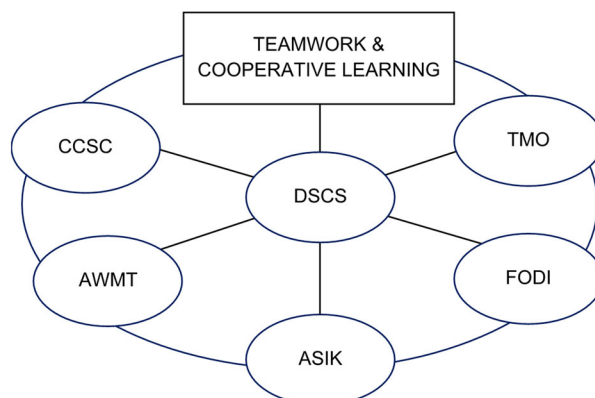 TEAMWORK &
COOPERATIVE LEARNING
CCSC
TMO
DSCS
AWMT
FODI
ASIK